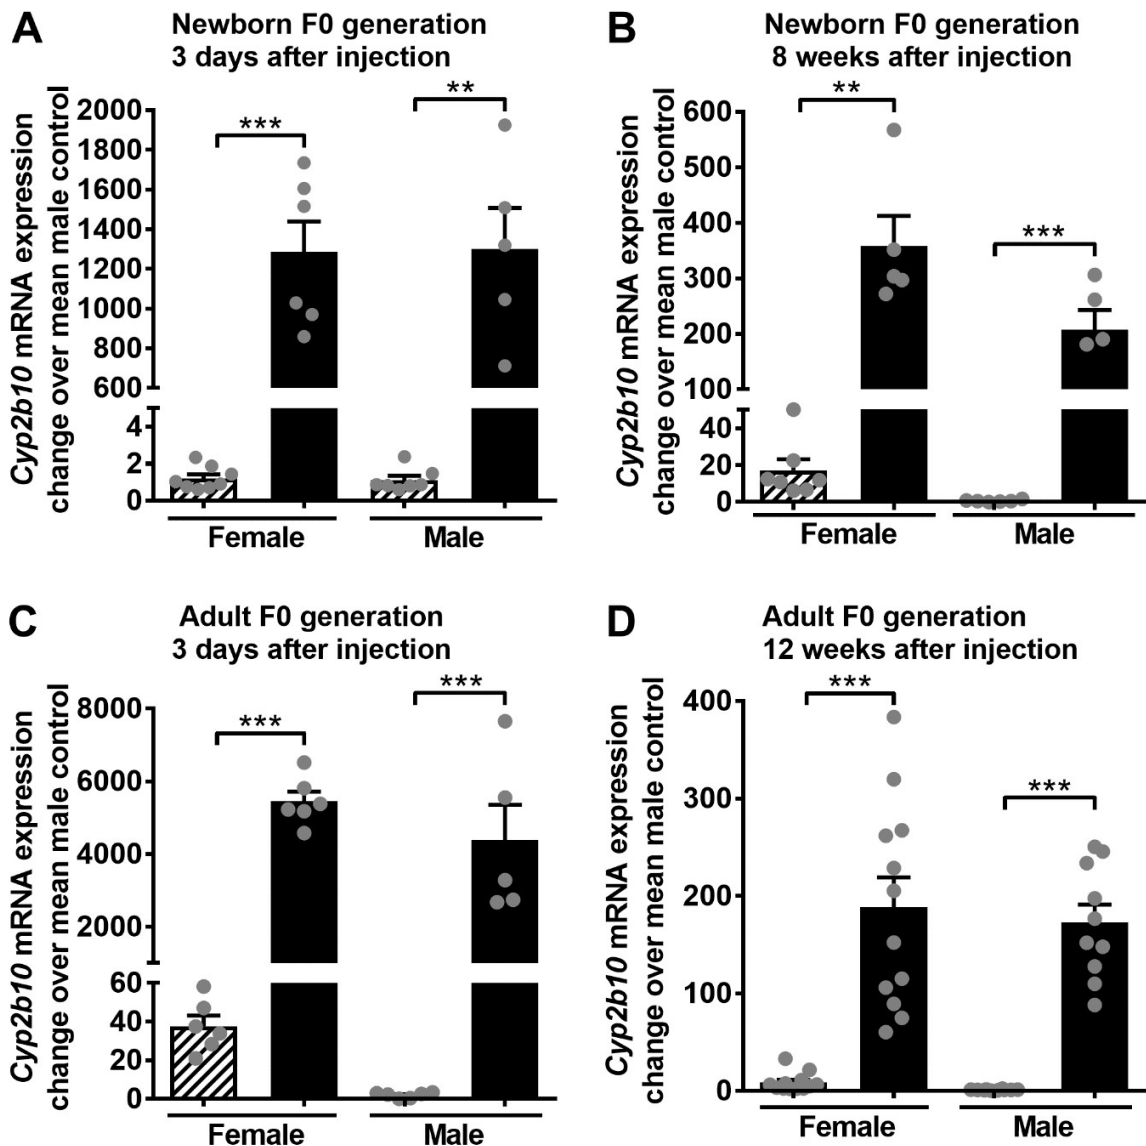 A
Newborn F0 generation
3 days after injection
Cyp2b10 mRNA expression
change over mean male control
2000
1800
1600
1400
1200
1000
800
600
4
2
0
***
**
Female
Male
B
Newborn F0 generation
8 weeks after injection
Cyp2b10 mRNA expression
change over mean male control
600
500
400
300
200
100
40
20
0
**
***
Female
Male
C
Adult F0 generation
3 days after injection
Cyp2b10 mRNA expression
change over mean male control
8000
6000
4000
2000
60
40
20
0
***
***
Female
Male
D
Adult F0 generation
12 weeks after injection
Cyp2b10 mRNA expression
change over mean male control
400
300
200
100
0
***
***
Female
Male